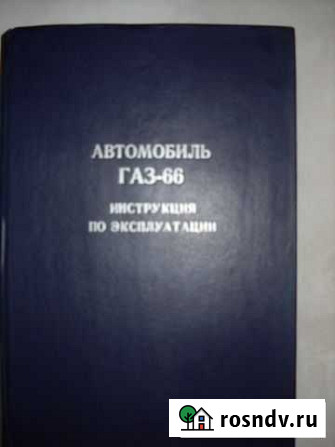 АВТОМОБИЛЬ
ГАЗ-66
ИНСТРУКЦИЯ
ПО ЭКСПЛУАТАЦИИ
rosndv.ru